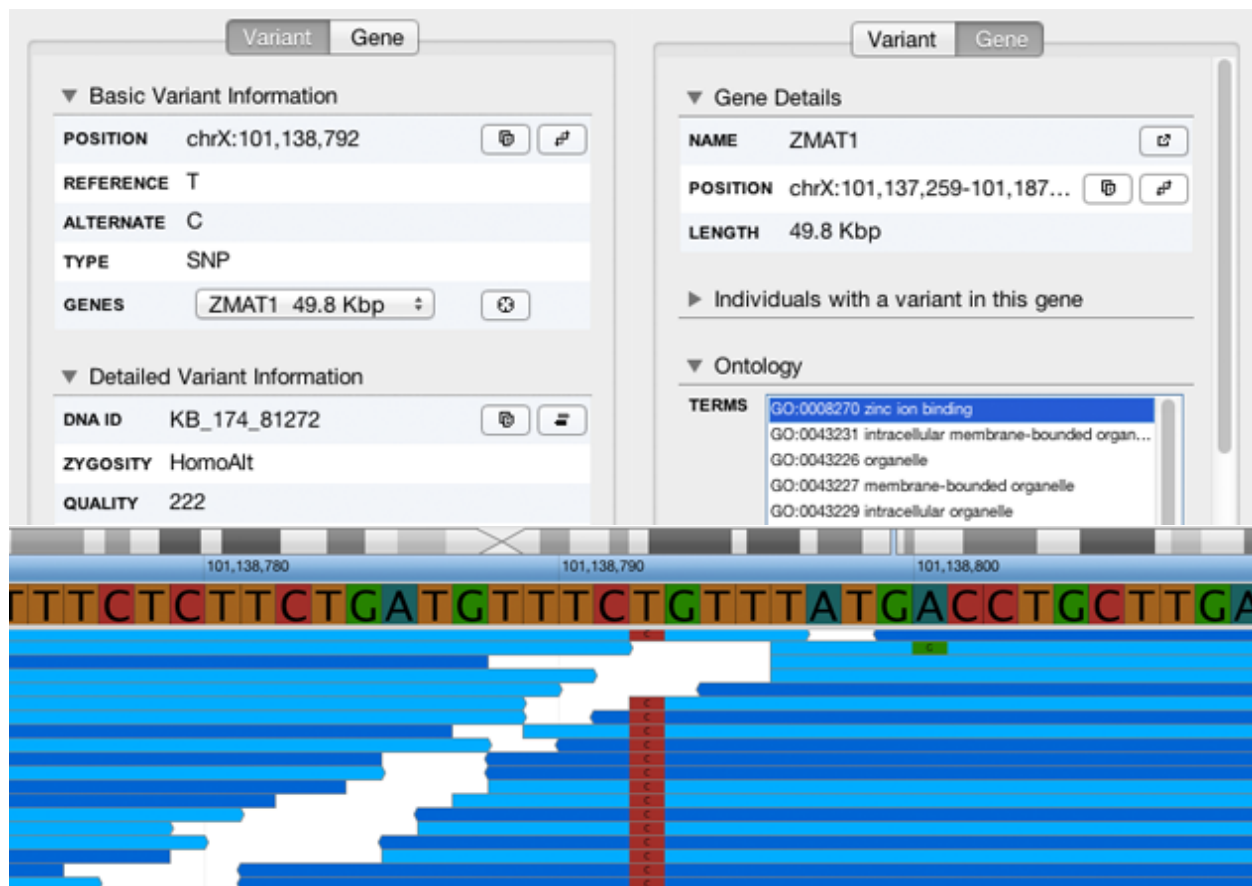 Variant Gene
Basic Variant Information
POSITION chrX:101,138,792
REFERENCE T
ALTERNATE C
TYPE SNP
GENES ZMAT1 49.8 Kbp
Detailed Variant Information
DNA ID KB_174_81272
ZYGOSITY HomoAlt
QUALITY 222
Variant Gene
Gene Details
NAME ZMAT1
POSITION chrX:101,137,259-101,187...
LENGTH 49.8 Kbp
Individuals with a variant in this gene
Ontology
TERMS GO:0008270 zinc ion binding
GO:0043231 intracellular membrane-bounded organ...
GO:0043226 organelle
GO:0043227 membrane-bounded organelle
GO:0043229 intracellular organelle
101,138,780 101,138,790 101,138,800
TTTCTCTTCTGATGTTTCTGTTTATGACCTGCTTGA
C
G
C
C
C
C
C
C
C
C
C
C
C
C
C
C